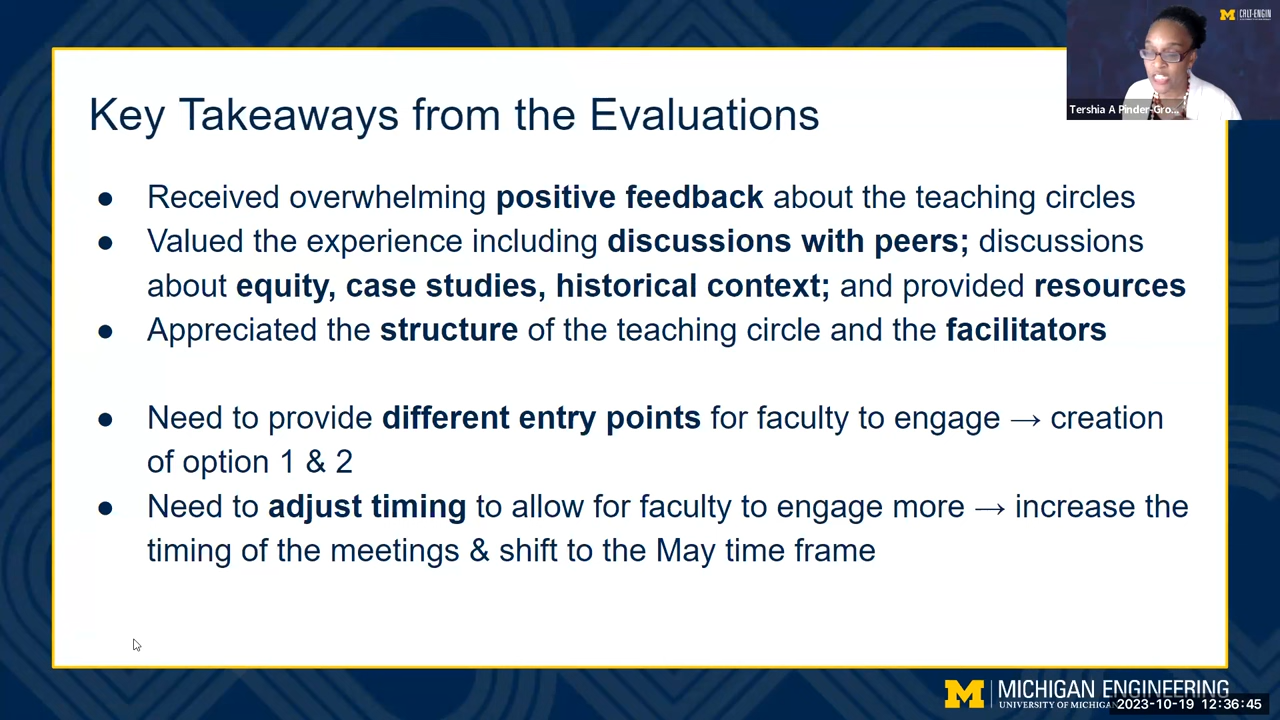 M CRLT-ENGIN
Key Takeaways from the Evaluations
Tershia A Pinder-Gro...
● Received overwhelming positive feedback about the teaching circles
● Valued the experience including discussions with peers; discussions
about equity, case studies, historical context; and provided resources
● Appreciated the structure of the teaching circle and the facilitators
● Need to provide different entry points for faculty to engage → creation
of option 1 & 2
● Need to adjust timing to allow for faculty to engage more → increase the
timing of the meetings & shift to the May time frame
M MICHIGAN ENGINEERING
UNIVERSITY OF MICHIGAN
2023-10-19 12:36:45